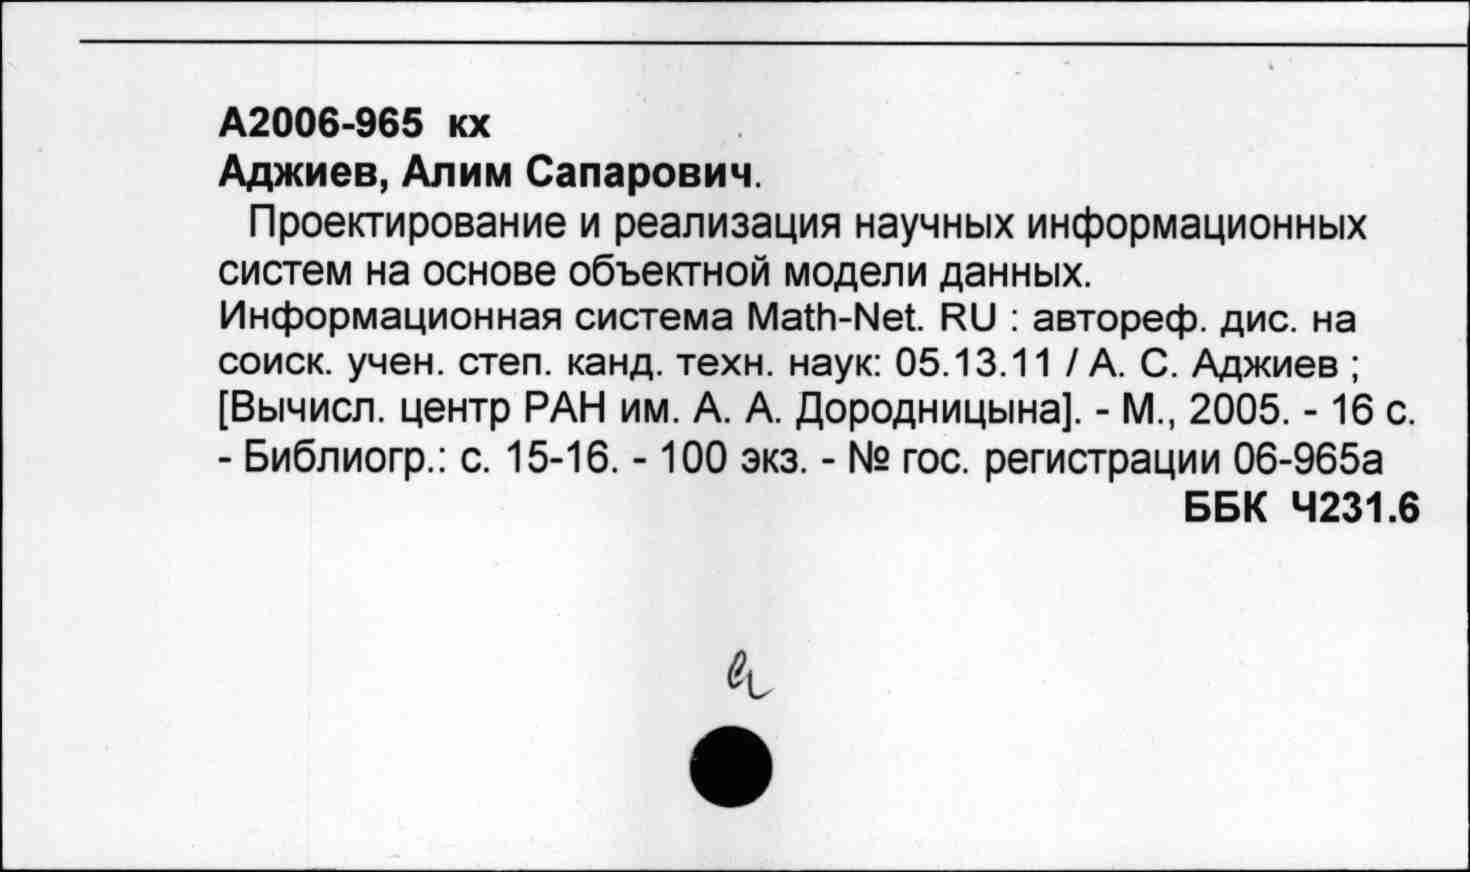 А2006-965 кх
Аджиев, Алим Сапарович.
Проектирование и реализация научных информационных
систем на основе объектной модели данных.
Информационная система Math-Net. RU : автореф. дис. на
соиск. учен. степ. канд. техн. наук: 05.13.11 / А. С. Аджиев ;
[Вычисл. центр РАН им. А. А. Дородницына]. - М., 2005. - 16 с.
- Библиогр.: с. 15-16. - 100 экз. - № гос. регистрации 06-965а
ББК Ч231.6